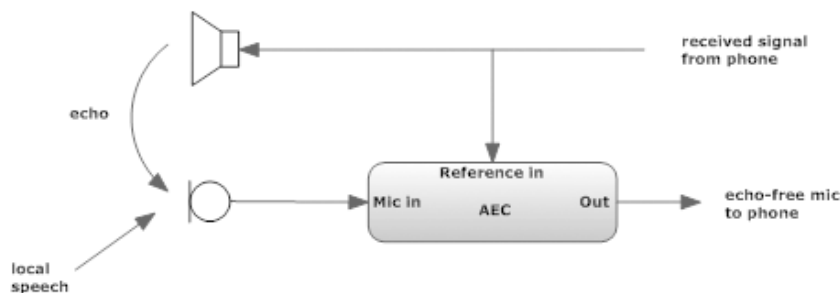 received signal
from phone
echo
Reference in
Mic in
AEC
Out
echo-free mic
to phone
local
speech